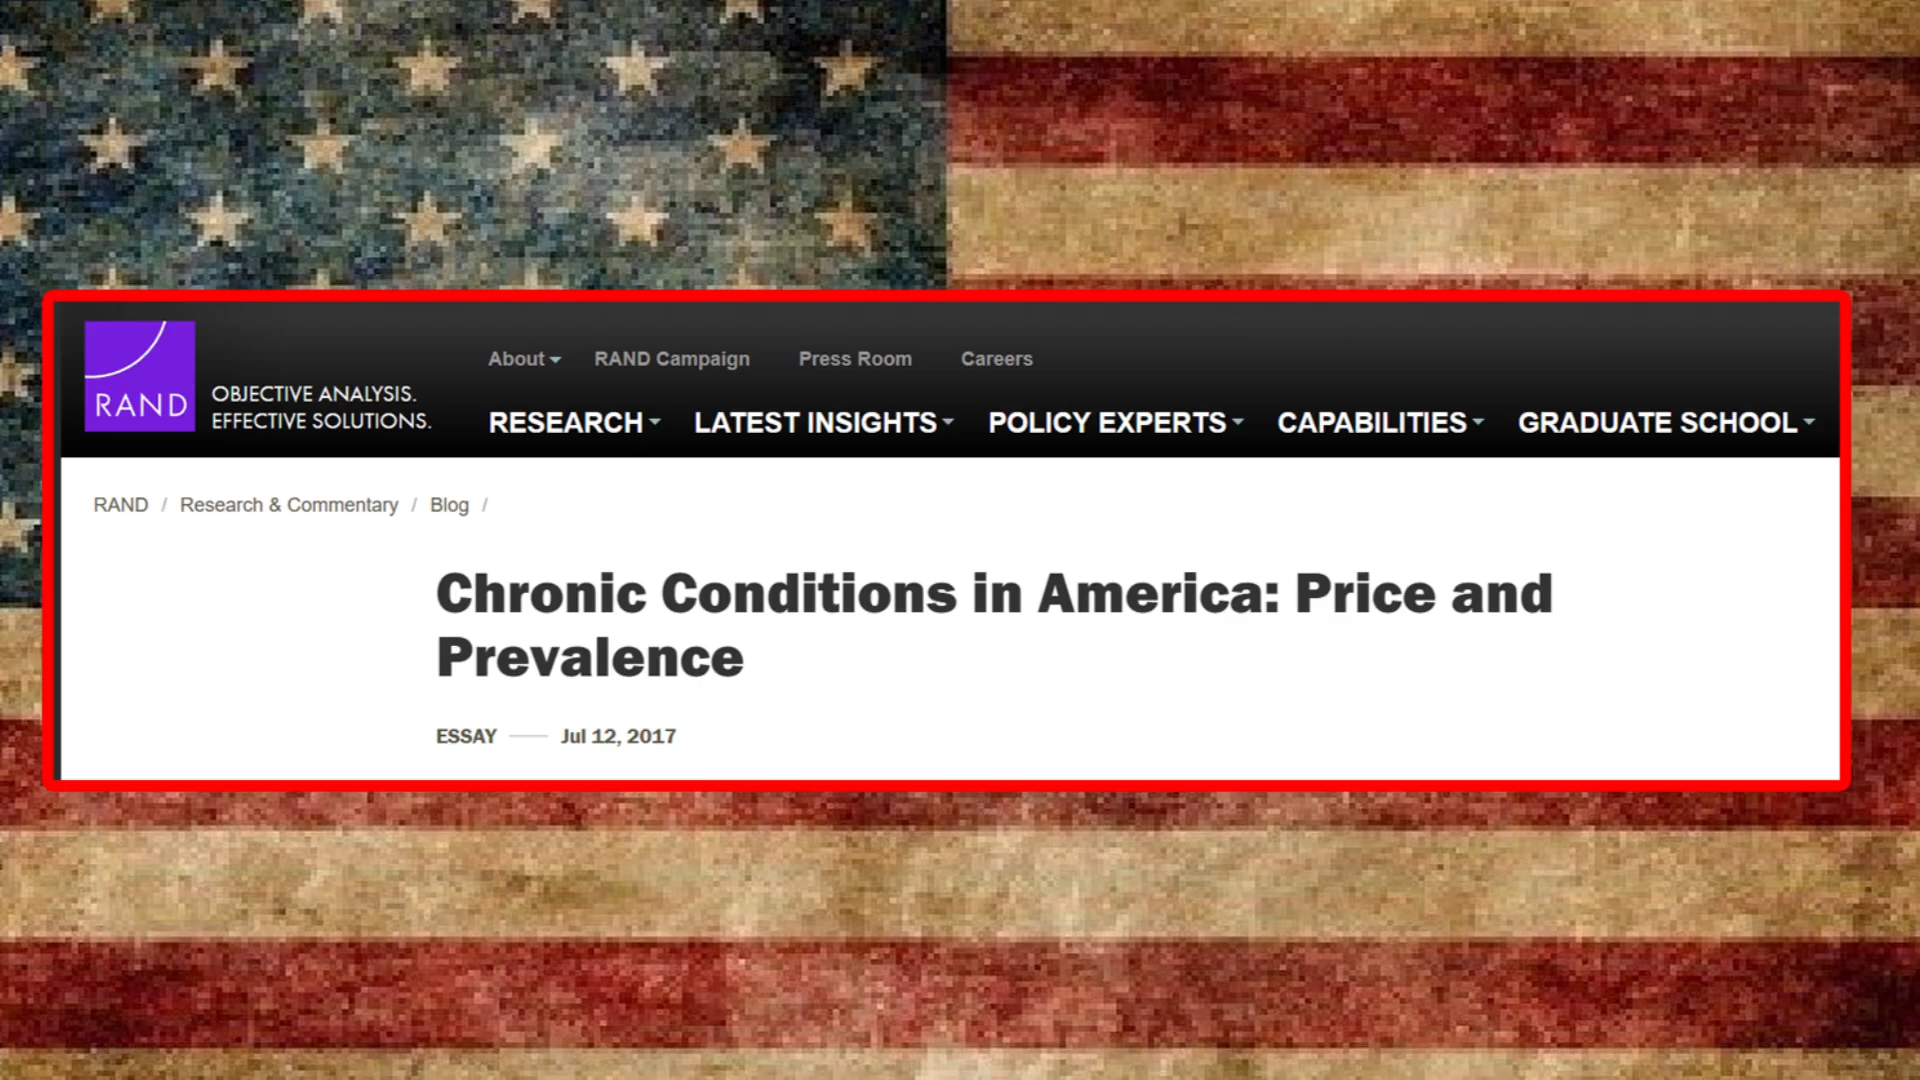 About
RAND Campaign
Press Room
Careers
RAND
OBJECTIVE ANALYSIS.
EFFECTIVE SOLUTIONS.
RESEARCH
LATEST INSIGHTS
POLICY EXPERTS
CAPABILITIES
GRADUATE SCHOOL
RAND / Research & Commentary / Blog /
Chronic Conditions in America: Price and
Prevalence
ESSAY — Jul 12, 2017